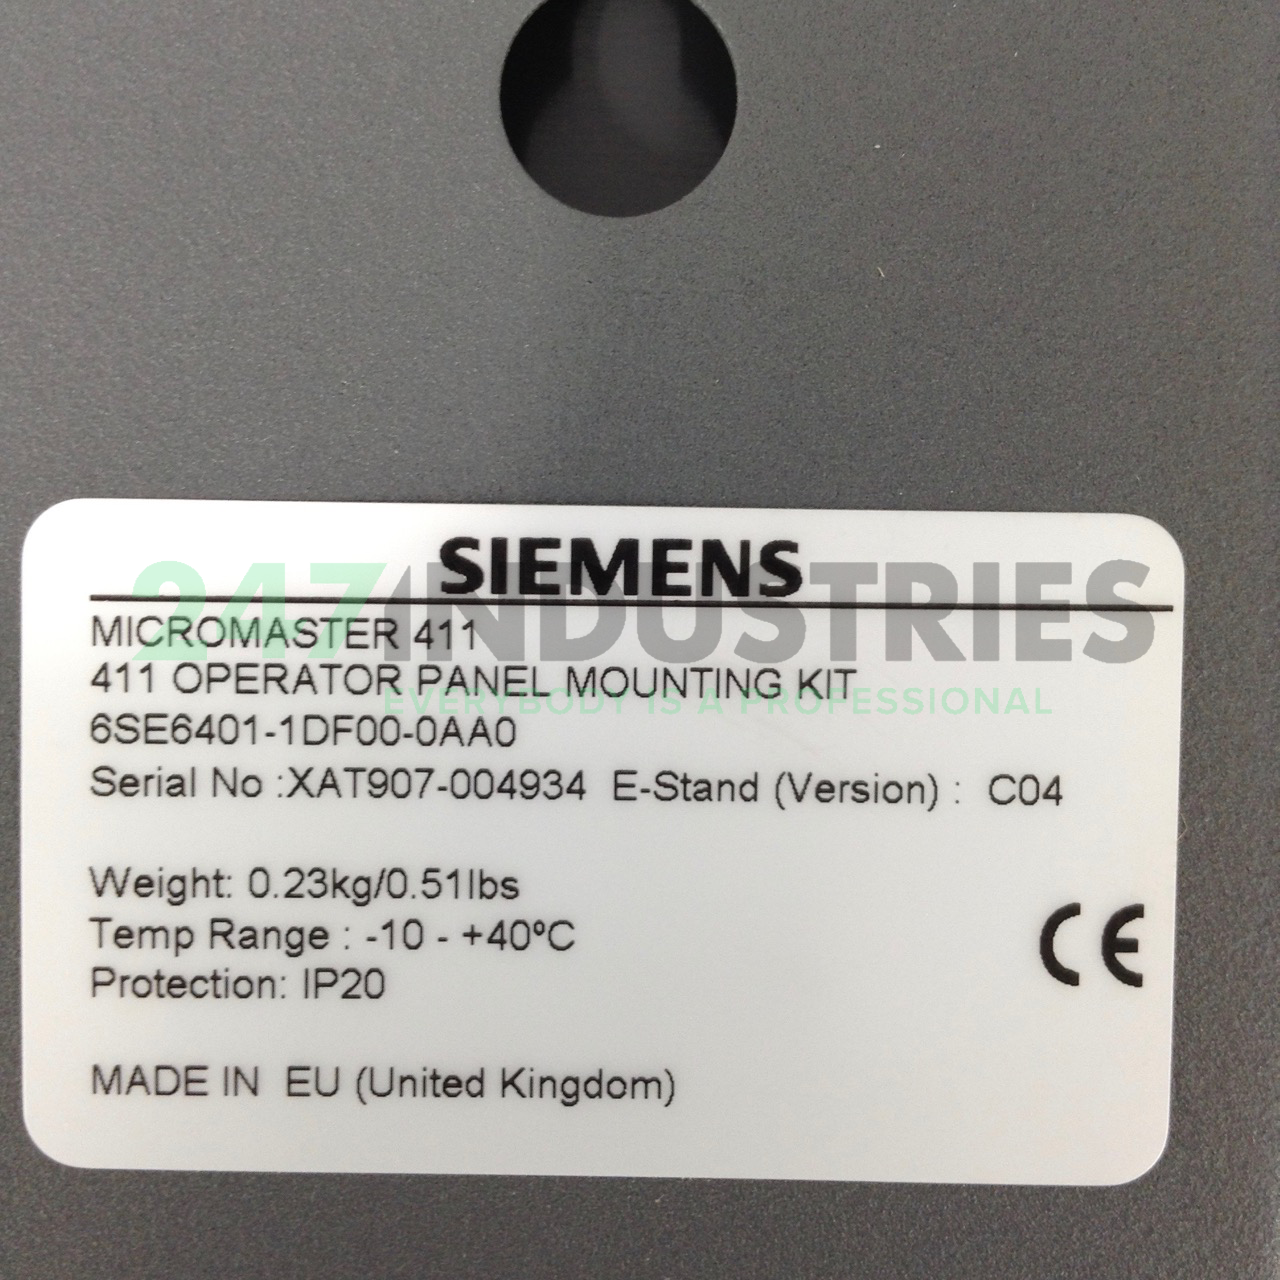 SIEMENS
247INDUSTRIES
MICROMASTER 411
411 OPERATOR PANEL MOUNTING KIT
EVERYBODY IS A PROFESSIONAL
6SE6401-1DF00-0AA0
Serial No :XAT907-004934 E-Stand (Version) : C04
Weight: 0.23kg/0.51lbs
Temp Range : -10 - +40ºC
Protection: IP20
CE
MADE IN EU (United Kingdom)